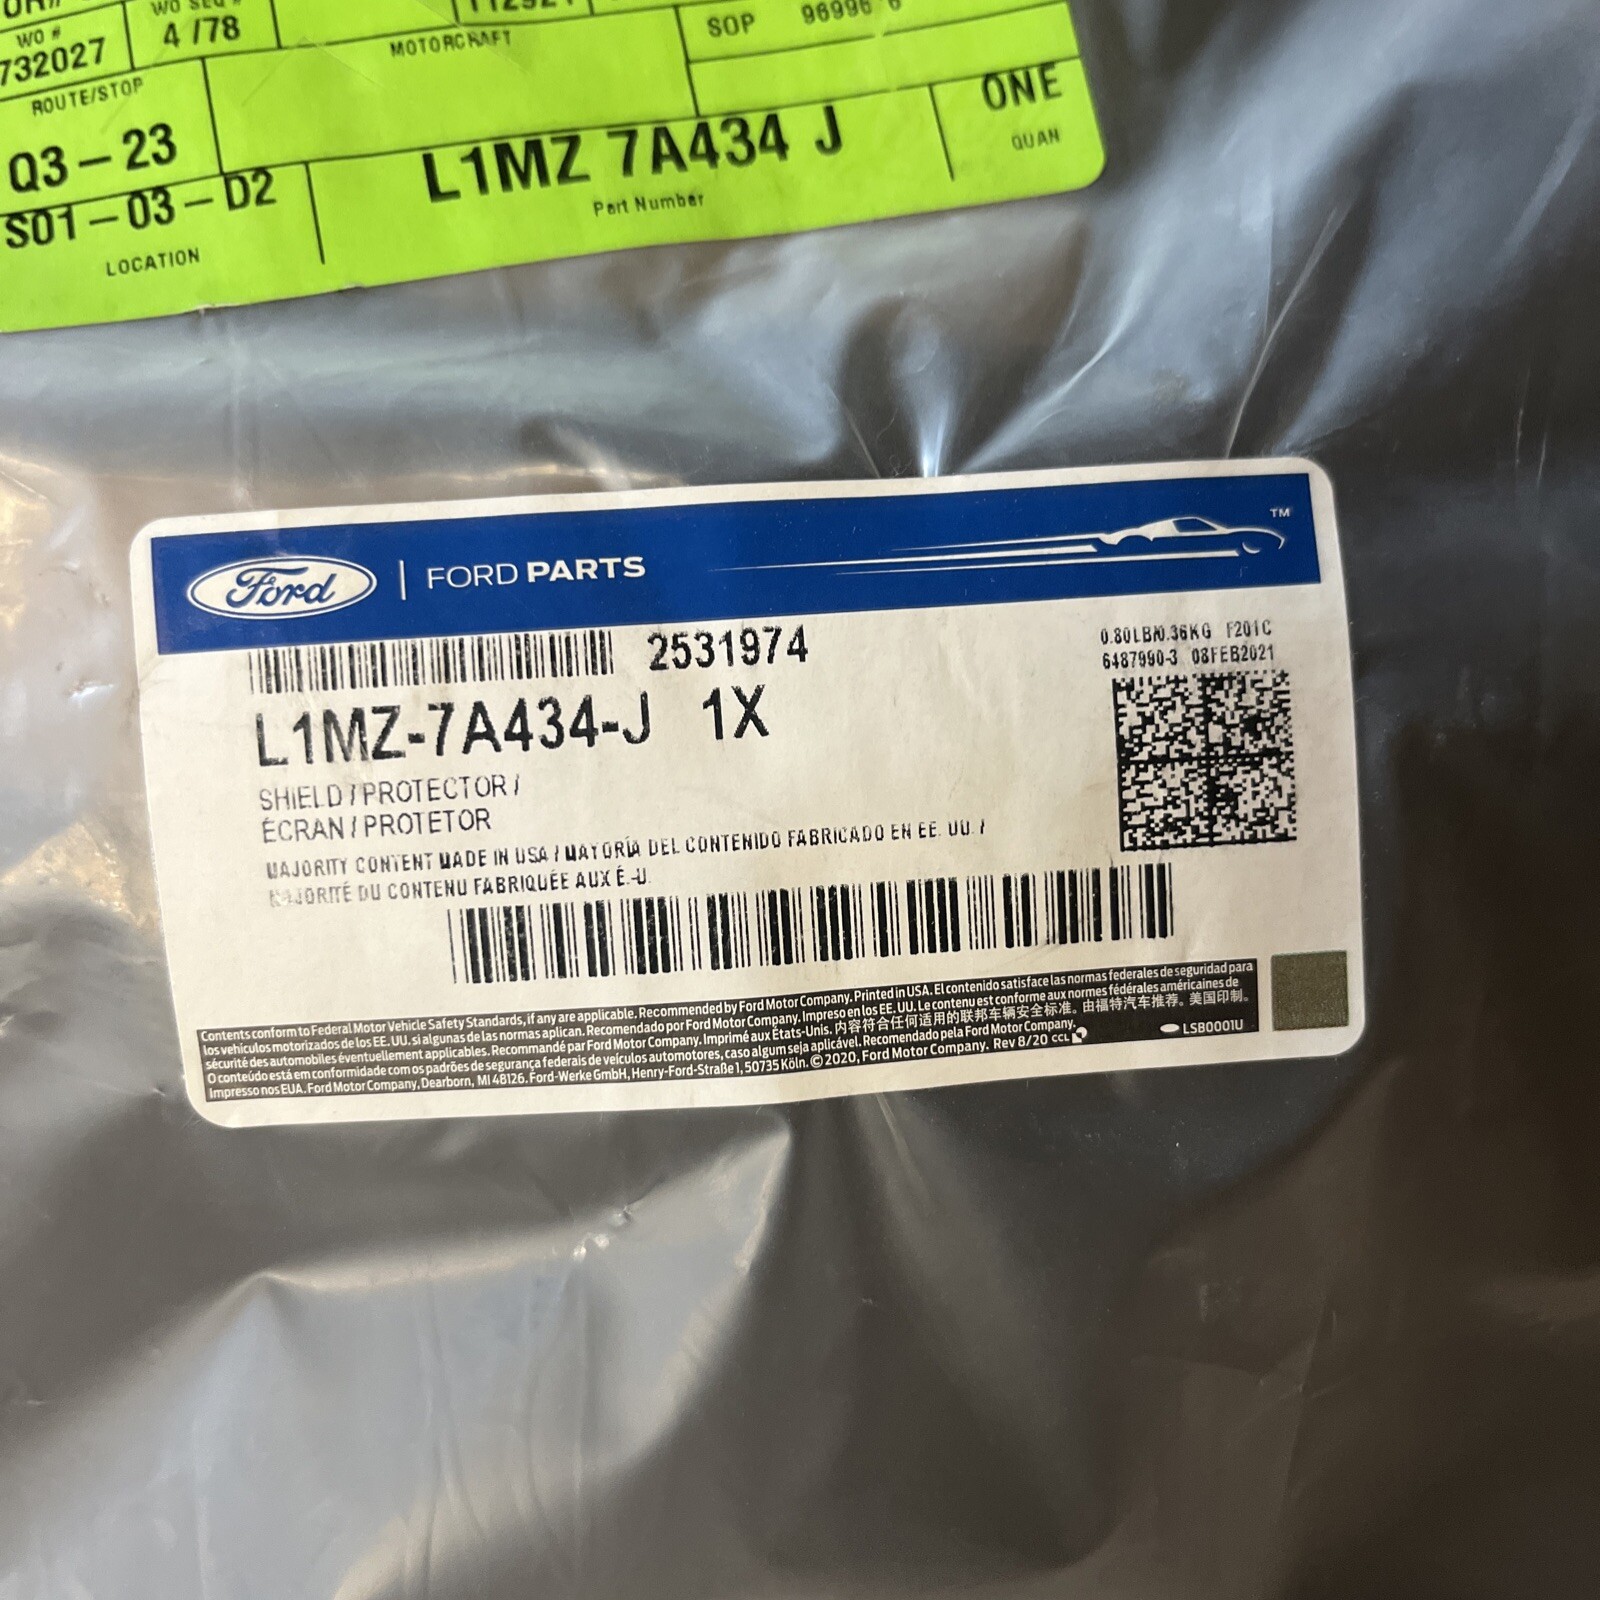 WO #
732027
4 /78
ROUTE/STOP
MOTORCRAFT
SOP
Q3-23
L1MZ 7A434 J
Part Number
ONE
QUAN
S01-03-D2
LOCATION
Ford | FORD PARTS ™
2531974
0.80LB/0.36KG F201C
6487990-3 08FEB2021
L1MZ-7A434-J 1X
SHIELD / PROTECTOR /
ÉCRAN / PROTETOR
MAJORITY CONTENT MADE IN USA / MAYORÍA DEL CONTENIDO FABRICADO EN EE. UU. /
MAJORITÉ DU CONTENU FABRIQUÉE AUX É.-U.
Contents conform to Federal Motor Vehicle Safety Standards, if any are applicable. Recommended by Ford Motor Company. Printed in USA. El contenido satisface las normas federales de seguridad para
los vehículos motorizados de los EE. UU. si algunas de las normas aplican. Recomendado por Ford Motor Company. Impreso en los EE. UU. Le contenu est conforme aux normes fédérales américaines de
sécurité des automobiles éventuellement applicables. Recommandé par Ford Motor Company. Imprimé aux États-Unis. 内容符合任何适用的联邦车辆安全标准。由福特汽车推荐。美国印制。
O conteúdo está em conformidade com os padrões de segurança federais de veículos automotores, caso algum seja aplicável. Recomendado pela Ford Motor Company.
Impresso nos EUA. Ford Motor Company, Dearborn, MI 48126. Ford-Werke GmbH, Henry-Ford-Straße 1, 50735 Köln. © 2020, Ford Motor Company. Rev 8/20 CCL
LSB0001U